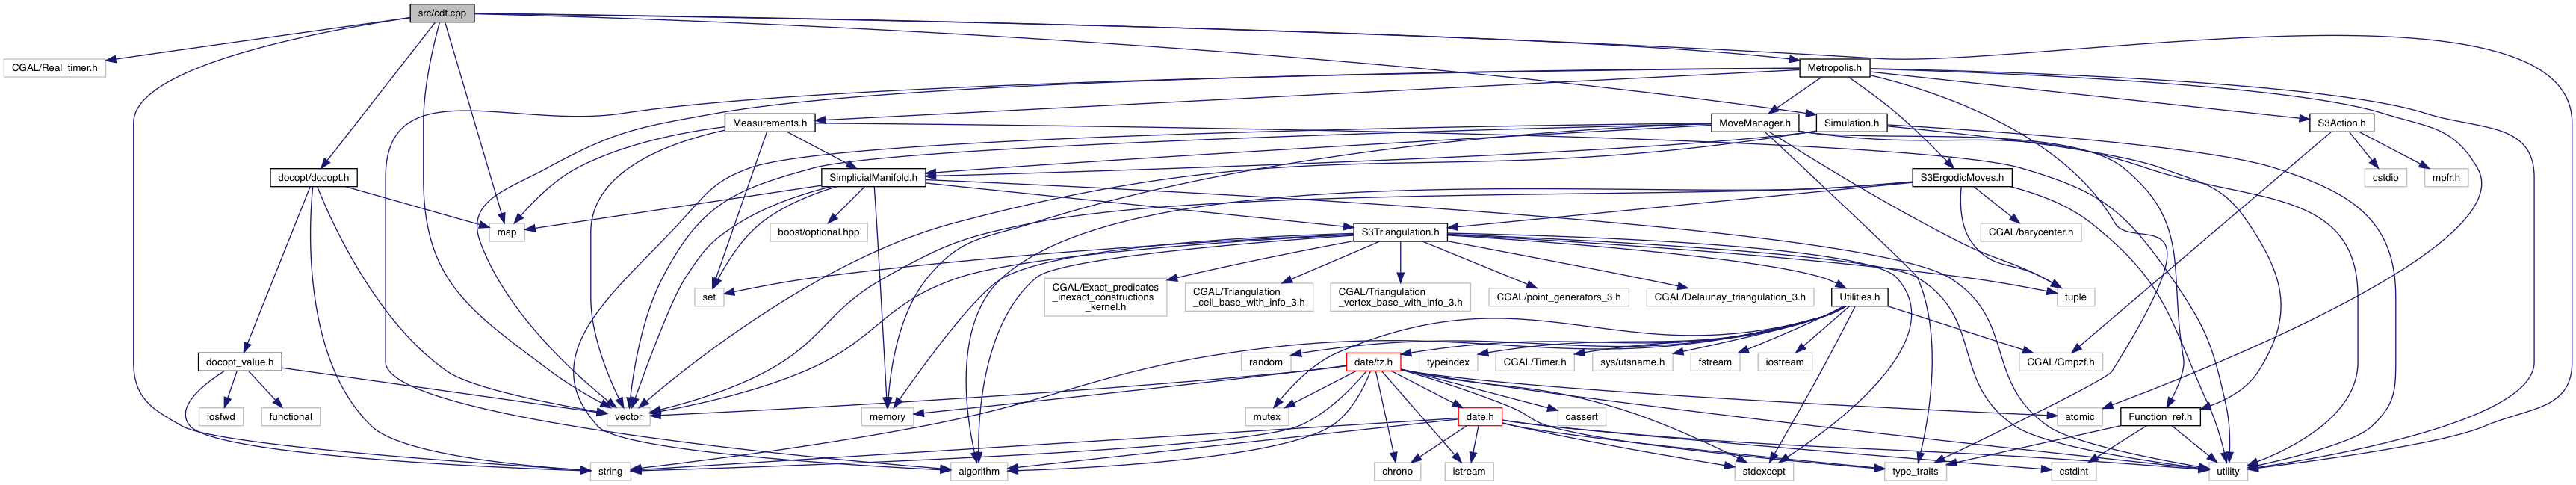 src/cdt.cpp
CGAL/Real_timer.h
Metropolis.h
Measurements.h
MoveManager.h
Simulation.h
S3Action.h
docopt/docopt.h
SimplicialManifold.h
S3ErgodicMoves.h
cstdio
mpfr.h
map
boost/optional.hpp
S3Triangulation.h
CGAL/barycenter.h
set
CGAL/Exact_predicates
_inexact_constructions
_kernel.h
CGAL/Triangulation
_cell_base_with_info_3.h
CGAL/Triangulation
_vertex_base_with_info_3.h
CGAL/point_generators_3.h
CGAL/Delaunay_triangulation_3.h
Utilities.h
tuple
docopt_value.h
random
date/tz.h
typeindex
CGAL/Timer.h
sys/utsname.h
fstream
iostream
CGAL/Gmpzf.h
iosfwd
functional
vector
memory
mutex
date.h
cassert
atomic
Function_ref.h
string
algorithm
chrono
istream
stdexcept
type_traits
cstdint
utility